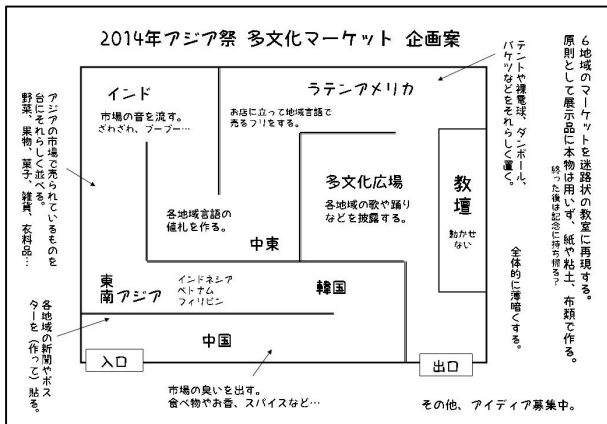 2014年アジア祭 多文化マーケット 企画案
6地域のマーケットを迷路状の教室に再現する。
原則として展示品に本物は用いず、紙や粘土、布類で作る。
終った後は記念に持ち帰る?
テントや裸電球、ダンボール、
バケツなどをそれらしく置く。
インド
市場の音を流す。
ざわざわ、ブーブー…
ラテンアメリカ
お店に立って地域言語で
売るフリをする。
多文化広場
各地域の歌や踊り
などを披露する。
教壇
動かせ
ない
各地域言語の
値札を作る。
中東
アジアの市場で売られているものを
台にそれらしく並べる。
野菜、果物、菓子、雑貨、衣料品…
東
南アジア
インドネシア
ベトナム
フィリピン
韓国
全体的に薄暗くする。
中国
各地域の新聞やポス
ターを(作って)貼る。
入口
出口
市場の臭いを出す。
食べ物やお香、スパイスなど…
その他、アイディア募集中。